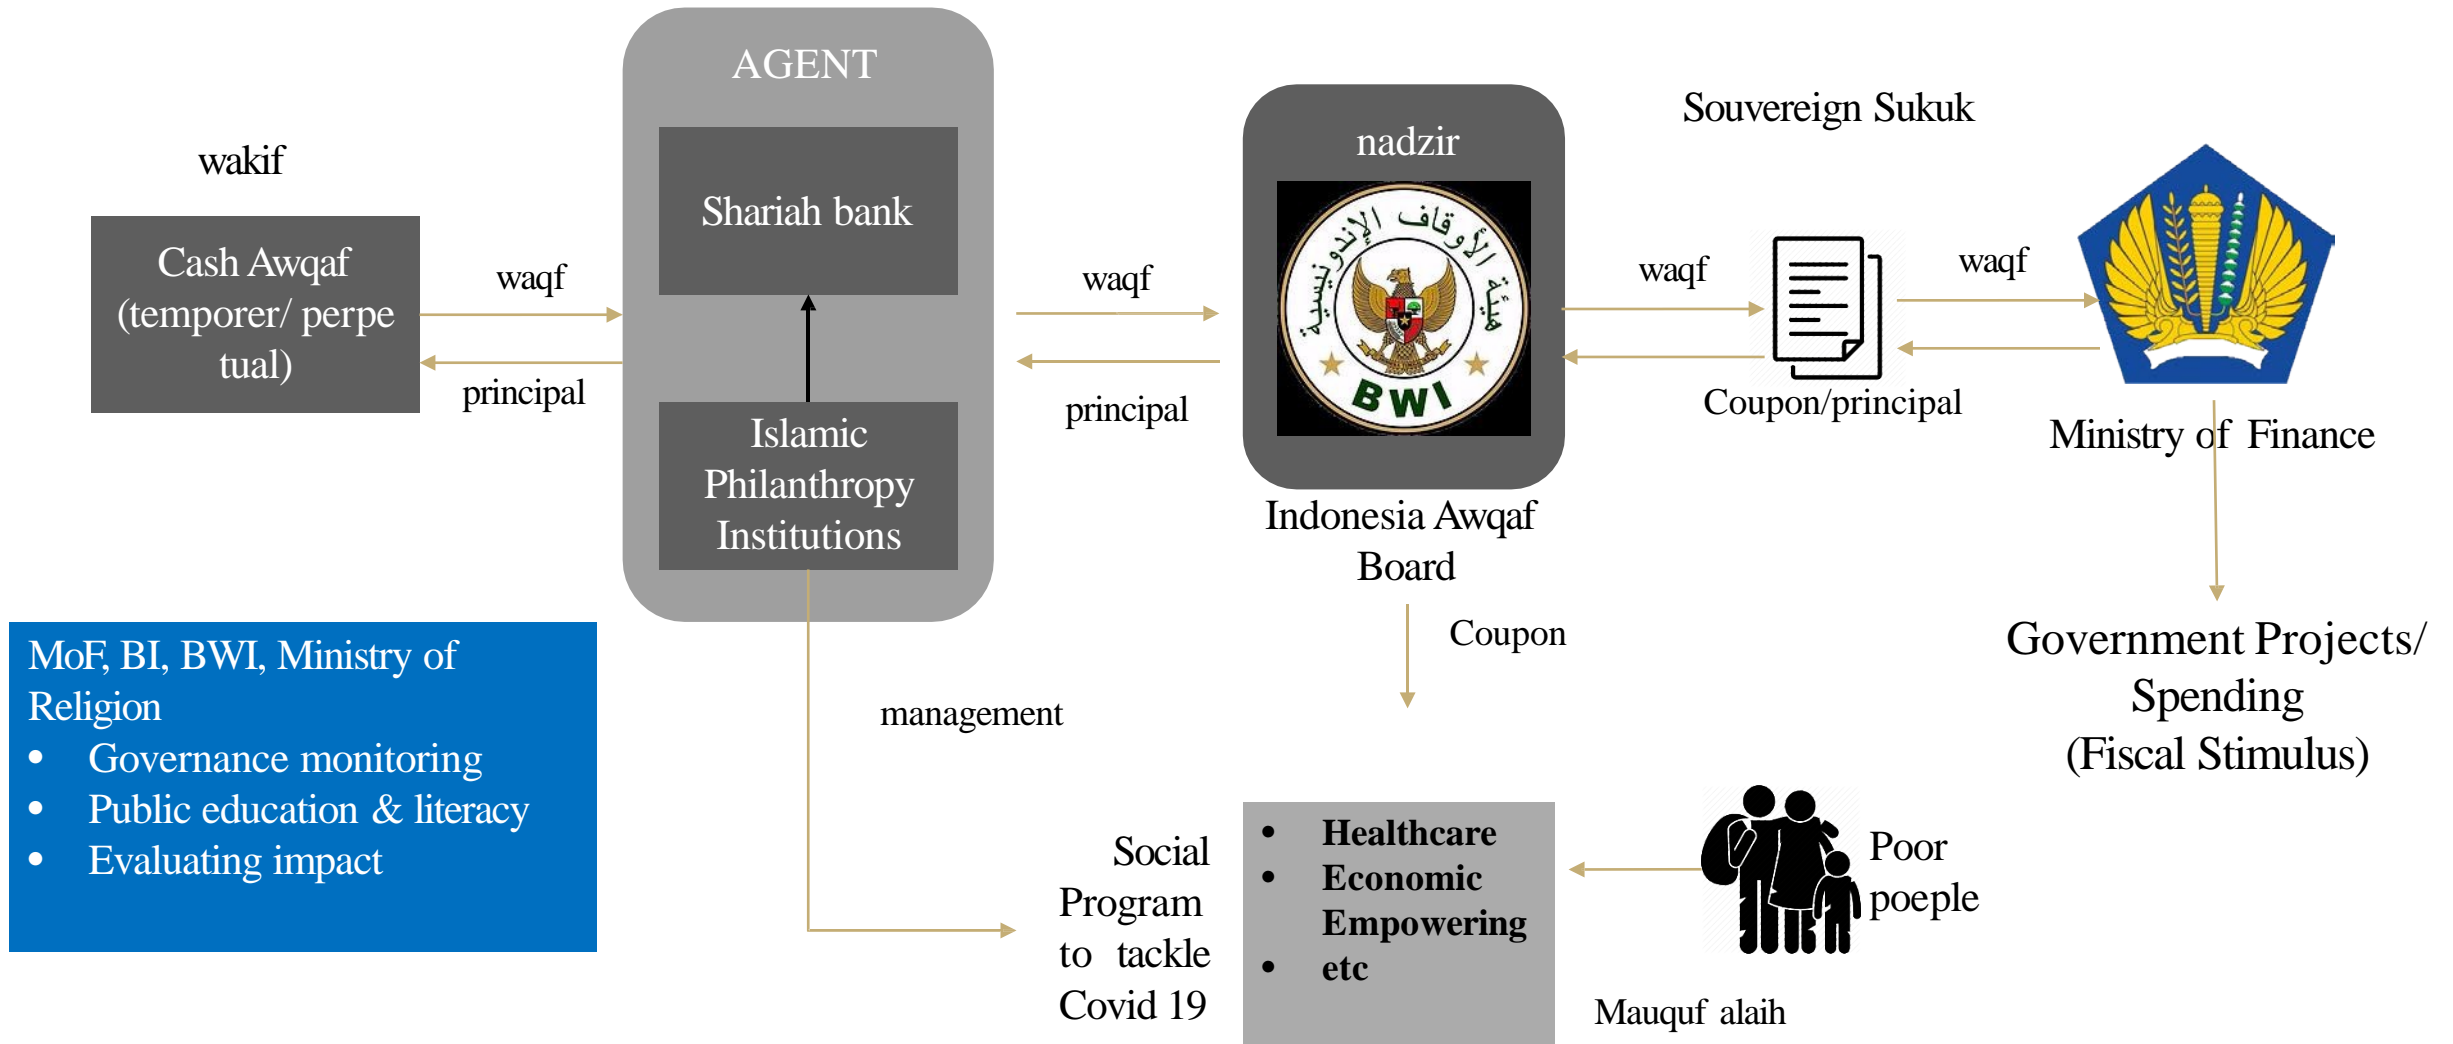 AGENT
Shariah bank
Islamic
Philanthropy
Institutions
wakif
Cash Awqaf
(temporer/ perpe
tual)
waqf
principal
waqf
principal
nadzir
هيئة الأوقاف الإندونيسية
BWI
Indonesia Awqaf
Board
Souvereign Sukuk
waqf
waqf
Coupon/principal
Ministry of Finance
Government Projects/
Spending
(Fiscal Stimulus)
Coupon
management
MoF, BI, BWI, Ministry of
Religion
• Governance monitoring
• Public education & literacy
• Evaluating impact
Social
Program
to tackle
Covid 19
• Healthcare
• Economic
Empowering
• etc
Poor
poeple
Mauquf alaih